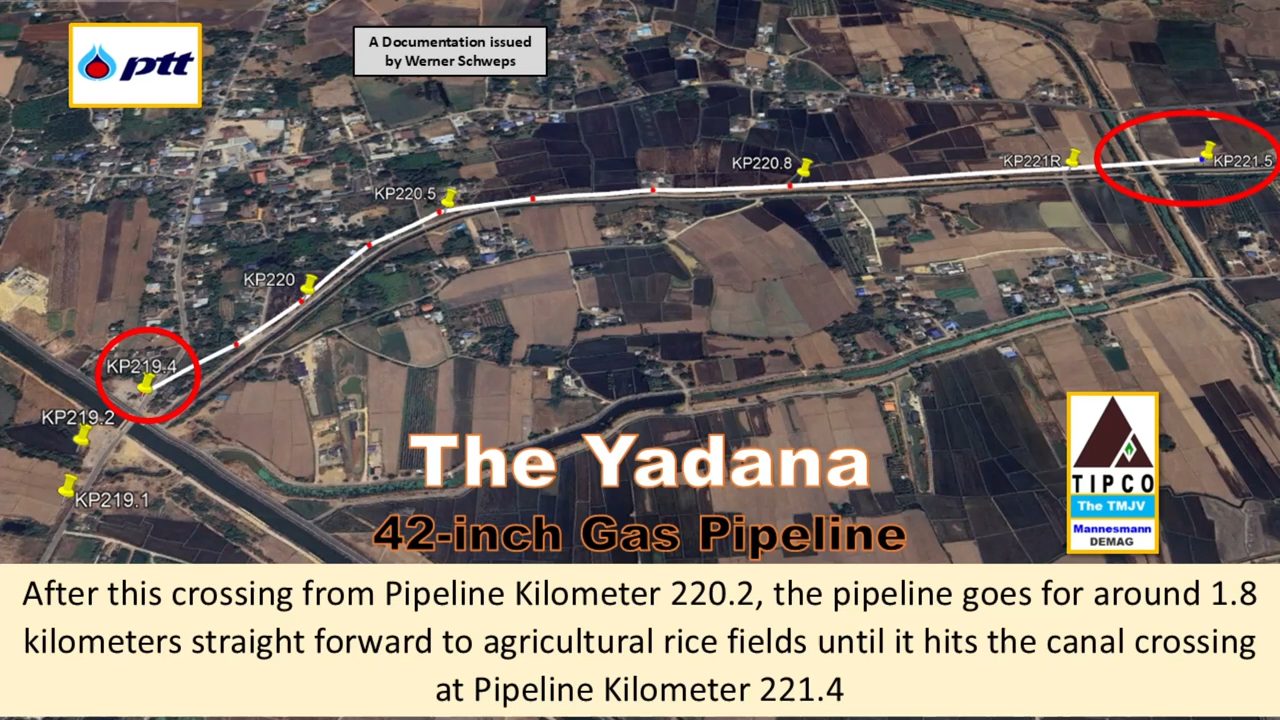 ptt
A Documentation issued
by Werner Schweps
KP220.8
KP221R
KP221.5
KP220.5
KP220
KP219.4
KP219.2
KP219.1
The Yadana
42-inch Gas Pipeline
TIPCO
The TMJV
Mannesmann
DEMAG
After this crossing from Pipeline Kilometer 220.2, the pipeline goes for around 1.8
kilometers straight forward to agricultural rice fields until it hits the canal crossing
at Pipeline Kilometer 221.4